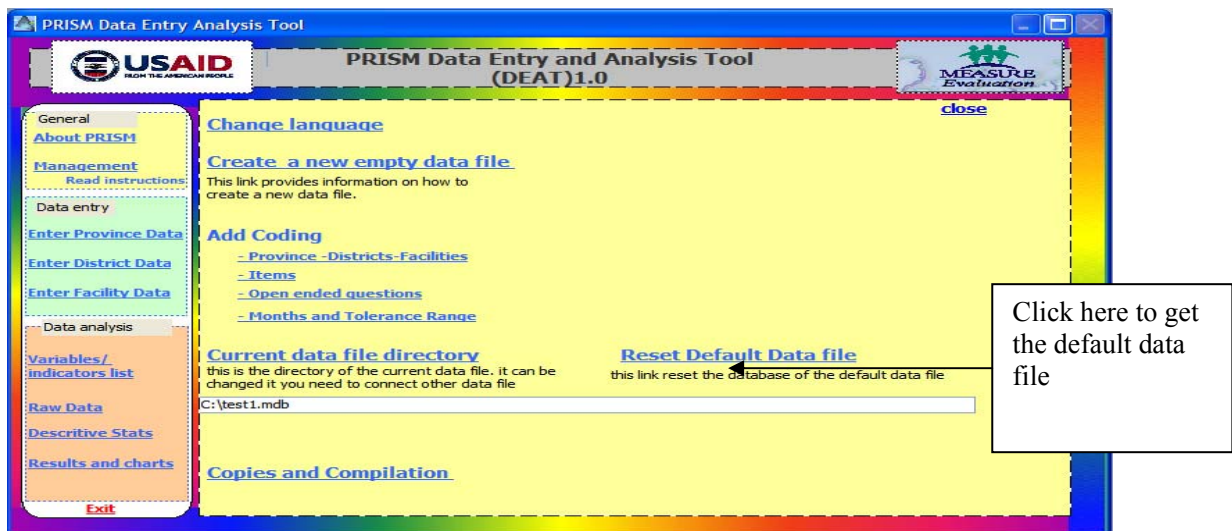 PRISM Data Entry Analysis Tool
USAID
FROM THE AMERICAN PEOPLE
PRISM Data Entry and Analysis Tool
(DEAT)1.0
MEASURE
Evaluation
close
General
About PRISM
Management
Read instructions
Data entry
Enter Province Data
Enter District Data
Enter Facility Data
Data analysis
Variables/
indicators list
Raw Data
Descritive Stats
Results and charts
Exit
Change language
Create a new empty data file
This link provides information on how to
create a new data file.
Add Coding
- Province -Districts-Facilities
- Items
- Open ended questions
- Months and Tolerance Range
Current data file directory
this is the directory of the current data file. it can be
changed it you need to connect other data file
Reset Default Data file
this link reset the database of the default data file
C:\test1.mdb
Copies and Compilation
Click here to get
the default data
file